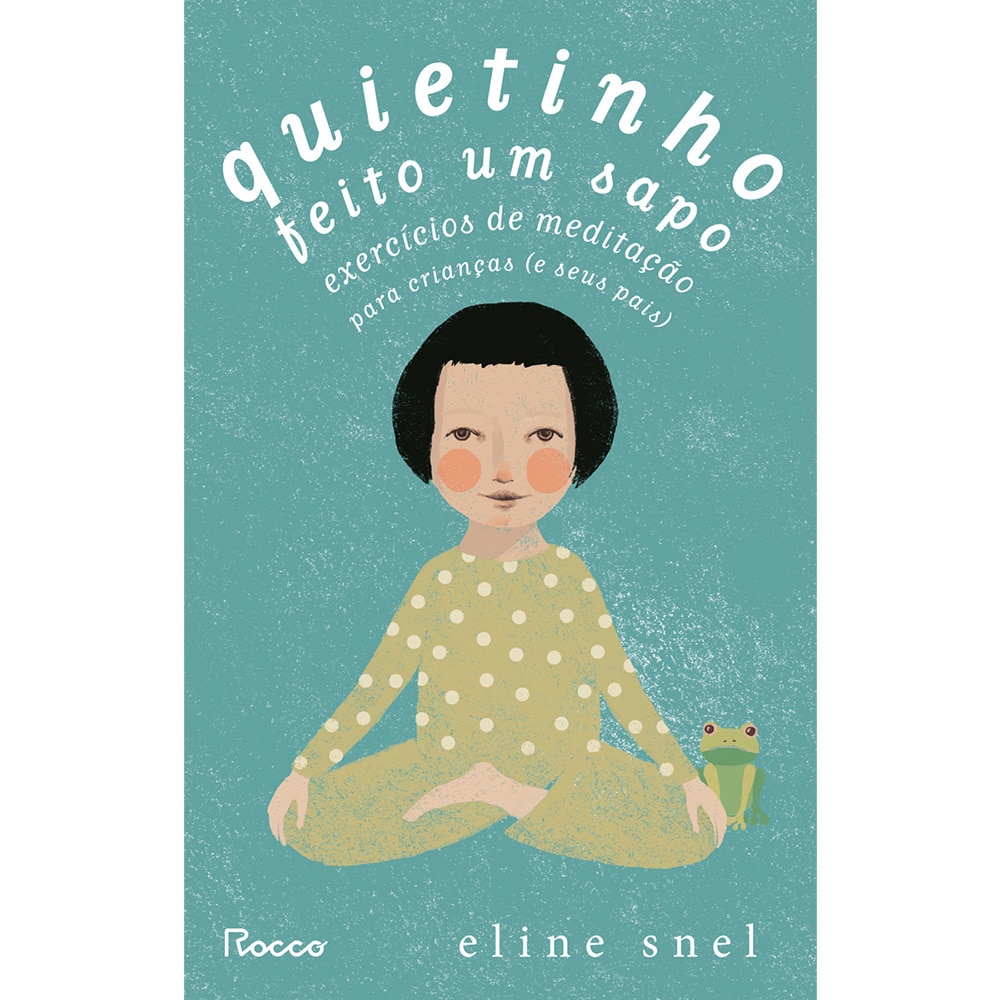 quietinho
feito um sapo
exercícios de meditação
para crianças (e seus pais)
Rocco
eline snel